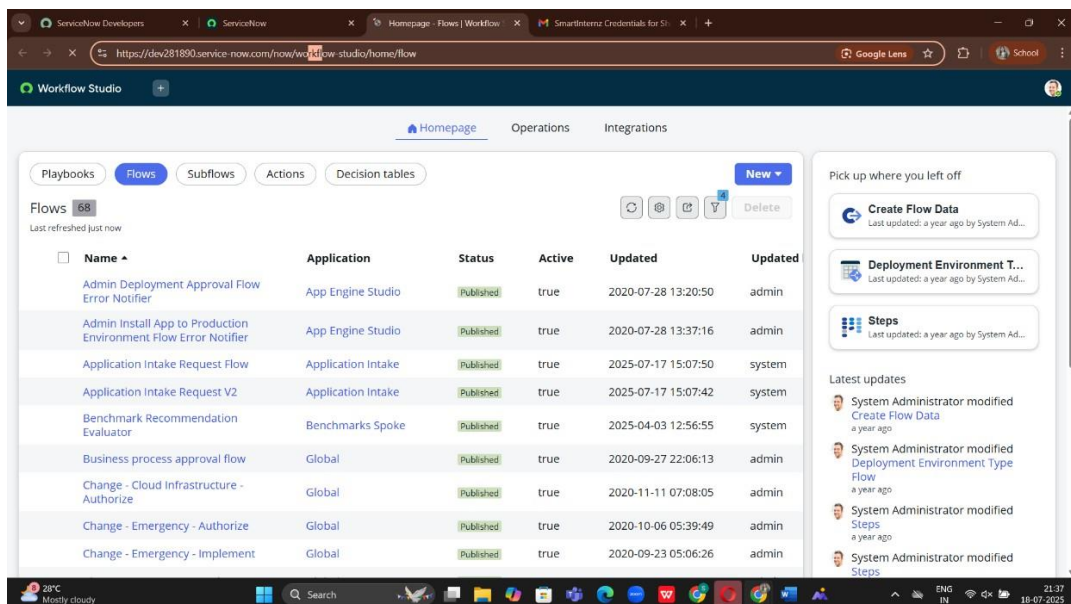 ServiceNow Developers
ServiceNow
Homepage - Flows | Workflow
SmartInternz Credentials for
https://dev281890.service-now.com/now/workflow-studio/home/flow
Google Lens
School
Workflow Studio
Homepage Operations Integrations
Playbooks Flows Subflows Actions Decision tables New
Flows 68
Last refreshed just now
4
Delete
Name Application Status Active Updated Updated
Admin Deployment Approval Flow
Error Notifier App Engine Studio Published true 2020-07-28 13:20:50 admin
Admin Install App to Production
Environment Flow Error Notifier App Engine Studio Published true 2020-07-28 13:37:16 admin
Application Intake Request Flow Application Intake Published true 2025-07-17 15:07:50 system
Application Intake Request V2 Application Intake Published true 2025-07-17 15:07:42 system
Benchmark Recommendation
Evaluator Benchmarks Spoke Published true 2025-04-03 12:56:55 system
Business process approval flow Global Published true 2020-09-27 22:06:13 admin
Change - Cloud Infrastructure -
Authorize Global Published true 2020-11-11 07:08:05 admin
Change - Emergency - Authorize Global Published true 2020-10-06 05:39:49 admin
Change - Emergency - Implement Global Published true 2020-09-23 05:06:26 admin
Pick up where you left off
Create Flow Data
Last updated: a year ago by System Ad...
Deployment Environment T...
Last updated: a year ago by System Ad...
Steps
Last updated: a year ago by System Ad...
Latest updates
System Administrator modified
Create Flow Data
a year ago
System Administrator modified
Deployment Environment Type
Flow
a year ago
System Administrator modified
Steps
a year ago
System Administrator modified
Steps
28°C
Mostly cloudy
Search
ENG
IN
21:37
18-07-2025